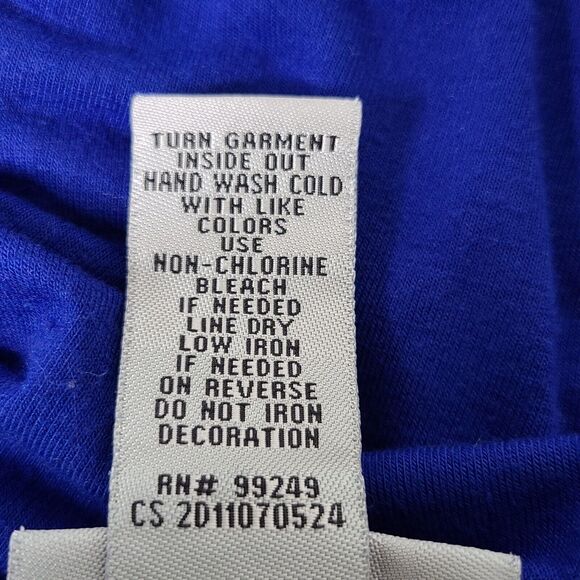 TURN GARMENT
INSIDE OUT
HAND WASH COLD
WITH LIKE
COLORS
USE
NON-CHLORINE
BLEACH
IF NEEDED
LINE DRY
LOW IRON
IF NEEDED
ON REVERSE
DO NOT IRON
DECORATION
RN# 99249
CS 2D11070524